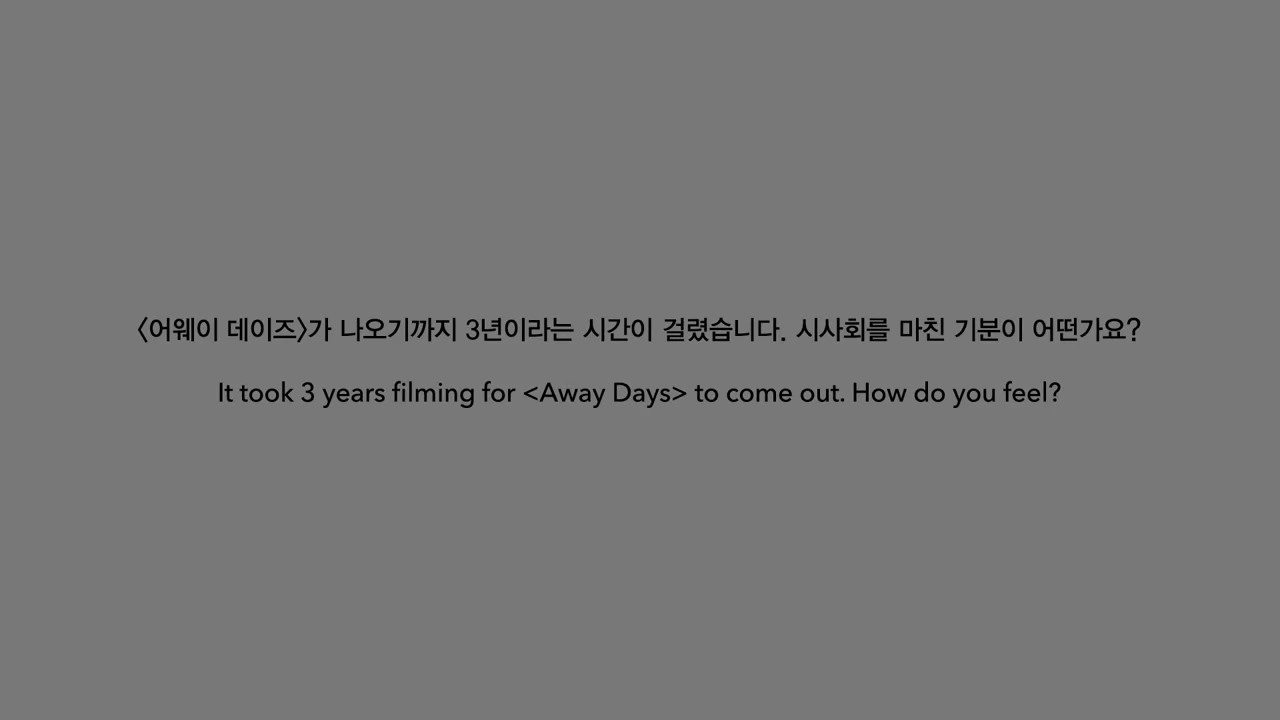 〈어웨이 데이즈〉가 나오기까지 3년이라는 시간이 걸렸습니다. 시사회를 마친 기분이 어떤가요?
It took 3 years filming for <Away Days> to come out. How do you feel?